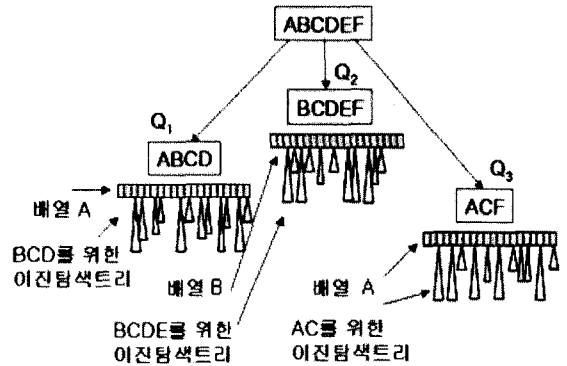 ABCDEF
Q₂
BCDEF
Q₁
ABCD
Q₃
ACF
배열 A
BCD를 위한
이진탐색트리
배열 B
배열 A
BCDE를 위한
이진탐색트리
AC를 위한
이진탐색트리